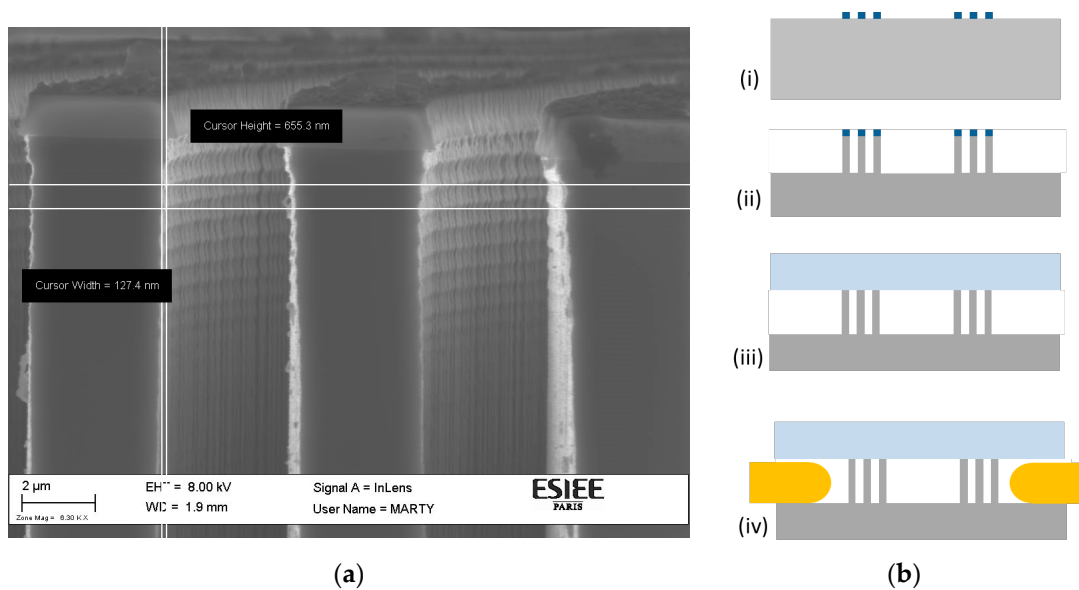 Cursor Height = 655.3 nm
Cursor Width = 127.4 nm
2 µm
Zone Mag = 6.30 K X
EHT = 8.00 kV
WD = 1.9 mm
Signal A = InLens
User Name = MARTY
ESIEE
PARIS
(a)
(i)
(ii)
(iii)
(iv)
(b)